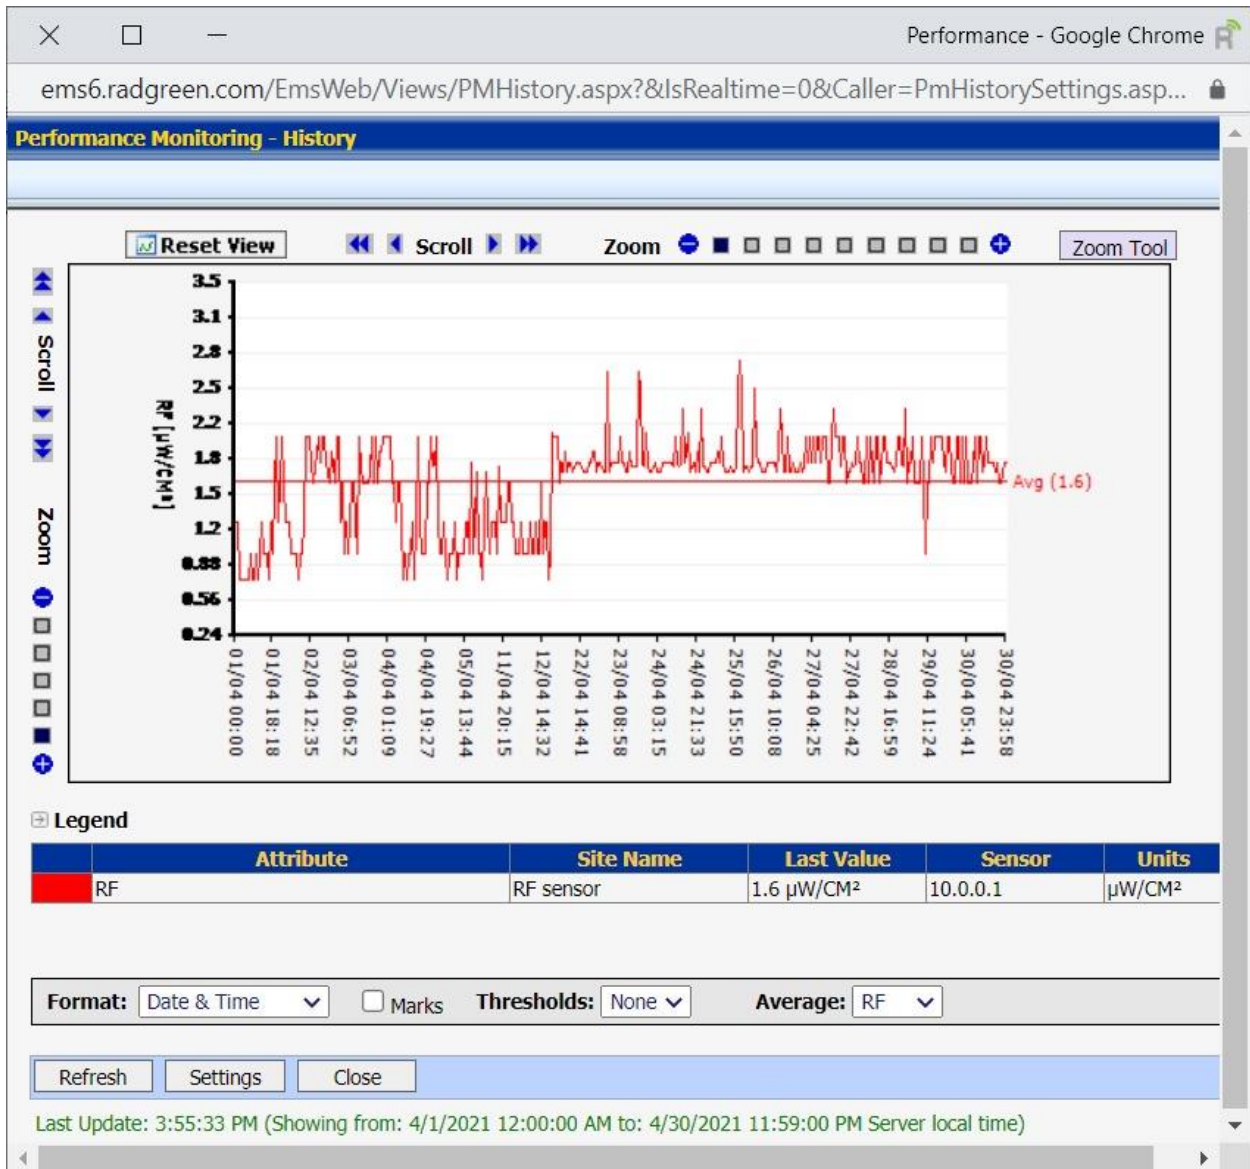 Performance - Google Chrome
ems6.radgreen.com/EmsWeb/Views/PMHistory.aspx?&IsRealtime=0&Caller=PmHistorySettings.asp...
Performance Monitoring - History
Reset View
Scroll
Zoom
Zoom Tool
Scroll
Zoom
RF [µW/CM²]
3.5
3.1
2.8
2.5
2.2
1.8
1.5
1.2
0.88
0.56
0.24
Avg (1.6)
01/04 00:00
01/04 18:18
02/04 12:35
03/04 06:52
04/04 01:09
04/04 19:27
05/04 13:44
11/04 20:15
12/04 14:32
22/04 14:41
23/04 08:58
24/04 03:15
24/04 21:33
25/04 15:50
26/04 10:08
27/04 04:25
27/04 22:42
28/04 16:59
29/04 11:24
30/04 05:41
30/04 23:58
Legend
Attribute Site Name Last Value Sensor Units
RF RF sensor 1.6 µW/CM² 10.0.0.1 µW/CM²
Format: Date & Time Marks Thresholds: None Average: RF
Refresh Settings Close
Last Update: 3:55:33 PM (Showing from: 4/1/2021 12:00:00 AM to: 4/30/2021 11:59:00 PM Server local time)